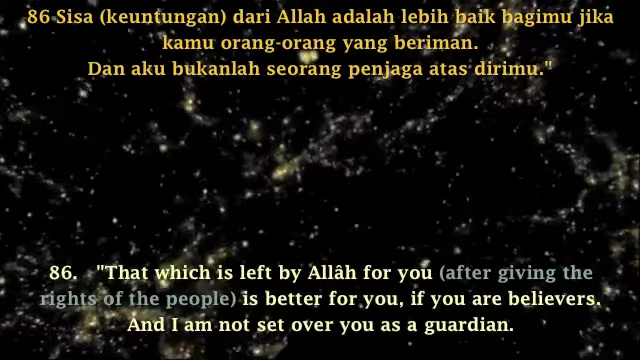 86 Sisa (keuntungan) dari Allah adalah lebih baik bagimu jika
kamu orang-orang yang beriman.
Dan aku bukanlah seorang penjaga atas dirimu."
86. "That which is left by Allâh for you (after giving the
rights of the people) is better for you, if you are believers.
And I am not set over you as a guardian.